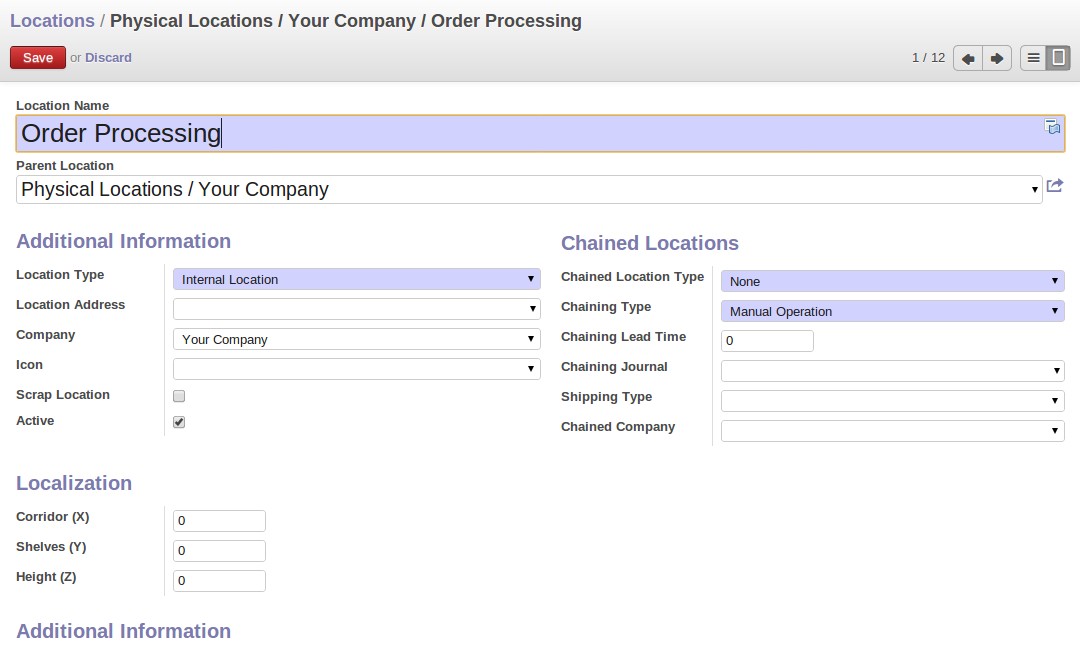 Locations / Physical Locations / Your Company / Order Processing
Save or Discard
1 / 12
Location Name
Order Processing
Parent Location
Physical Locations / Your Company
Additional Information
Location Type Internal Location
Location Address
Company Your Company
Icon
Scrap Location
Active
Chained Locations
Chained Location Type None
Chaining Type Manual Operation
Chaining Lead Time 0
Chaining Journal
Shipping Type
Chained Company
Localization
Corridor (X) 0
Shelves (Y) 0
Height (Z) 0
Additional Information